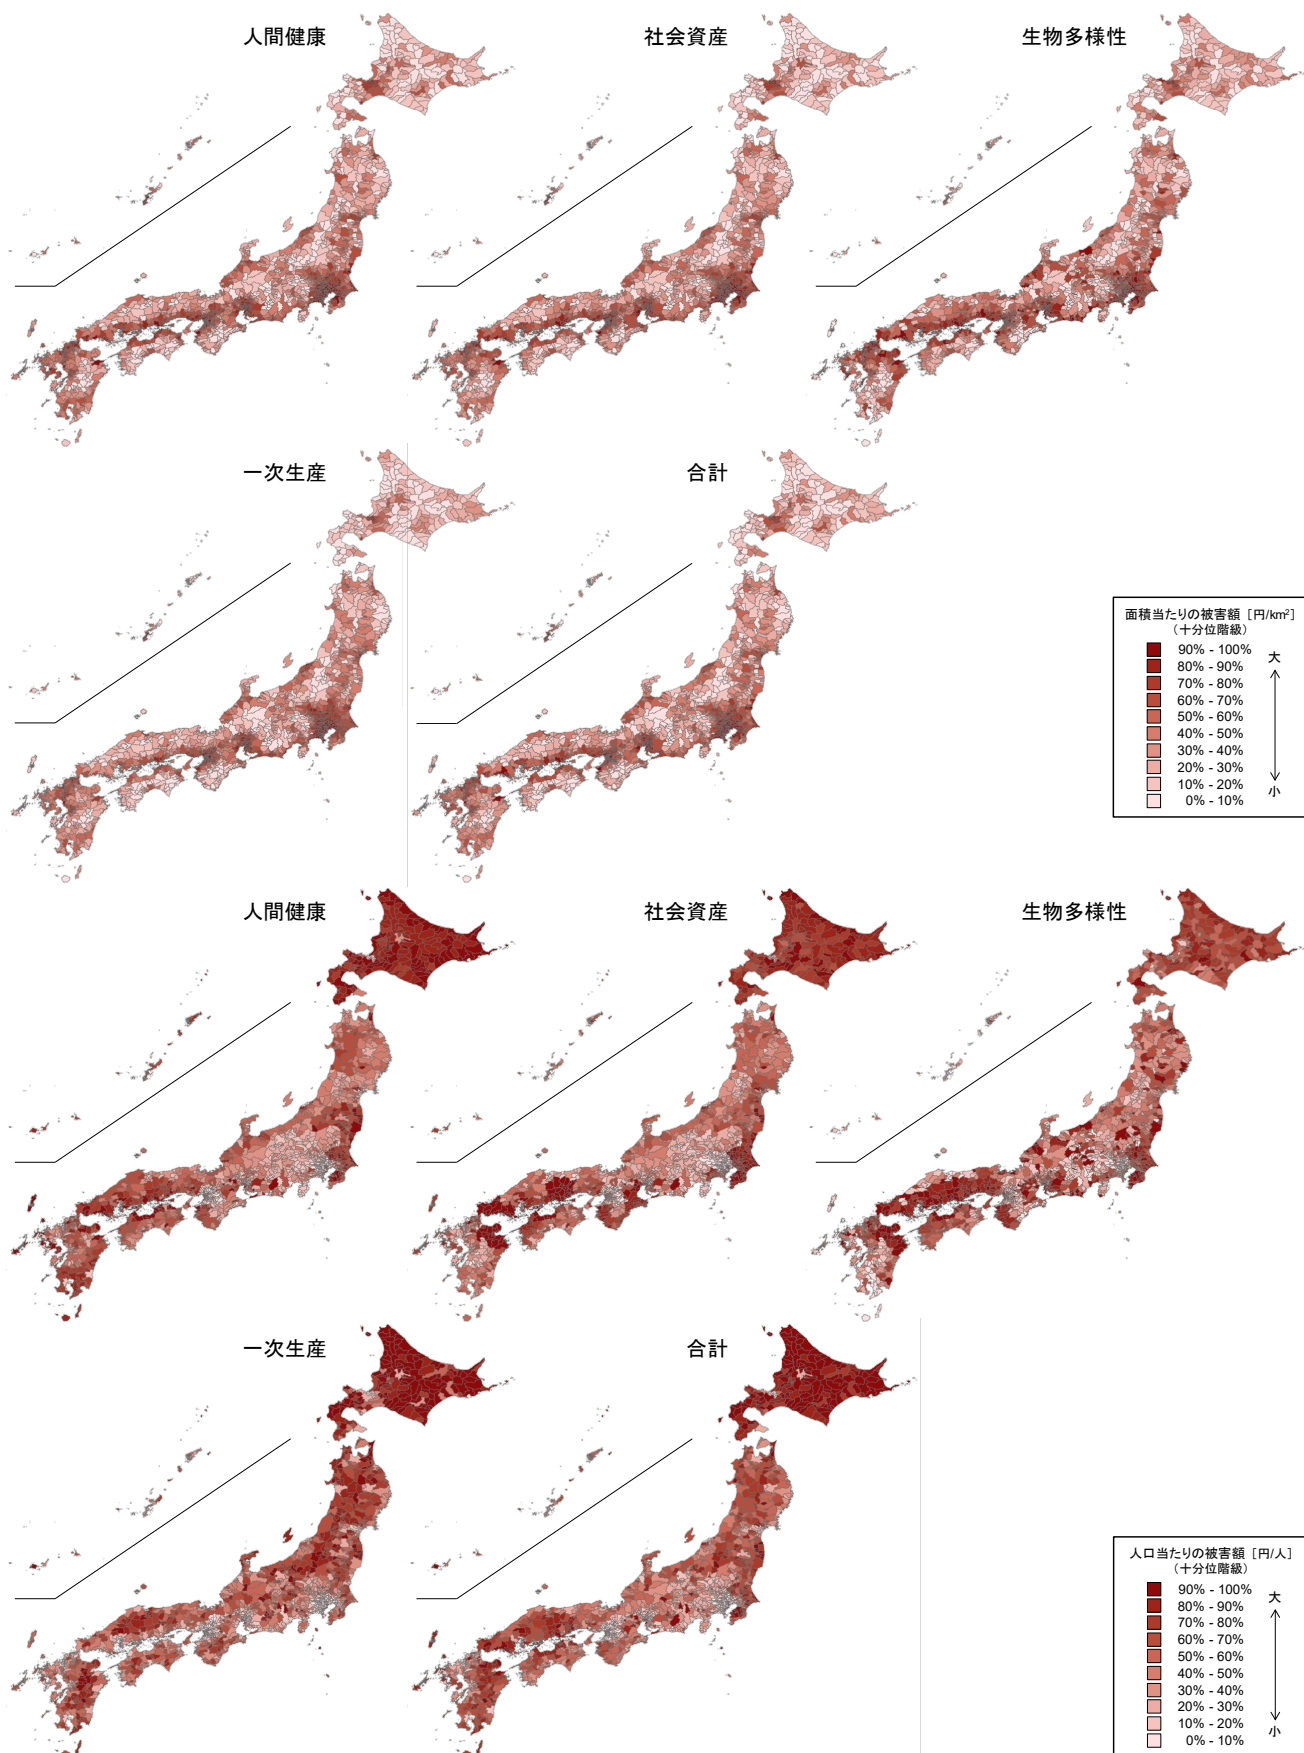 人間健康
社会資産
生物多様性
一次生産
合計
面積当たりの被害額 [円/km²]
（十分位階級）
90% - 100%
80% - 90%
70% - 80%
60% - 70%
50% - 60%
40% - 50%
30% - 40%
20% - 30%
10% - 20%
0% - 10%
大
小
人間健康
社会資産
生物多様性
一次生産
合計
人口当たりの被害額 [円/人]
（十分位階級）
90% - 100%
80% - 90%
70% - 80%
60% - 70%
50% - 60%
40% - 50%
30% - 40%
20% - 30%
10% - 20%
0% - 10%
大
小